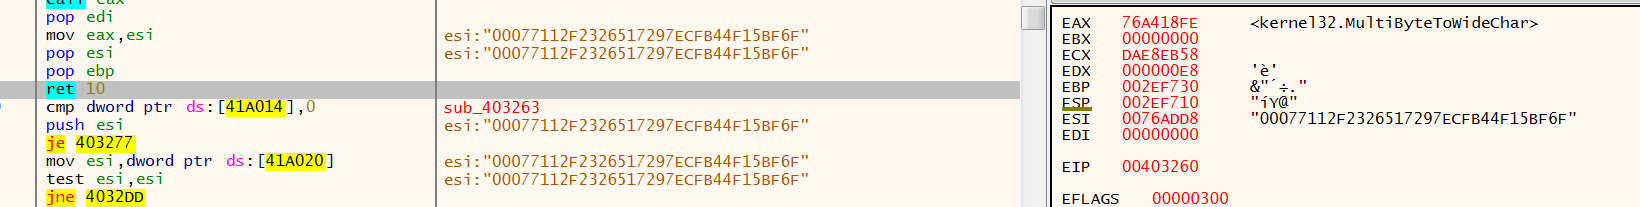 call eax
pop edi
mov eax,esi esi:"00077112F2326517297ECFB44F15BF6F"
pop esi esi:"00077112F2326517297ECFB44F15BF6F"
pop ebp
ret 10
cmp dword ptr ds:[41A014],0 sub_403263
push esi esi:"00077112F2326517297ECFB44F15BF6F"
je 403277
mov esi,dword ptr ds:[41A020] esi:"00077112F2326517297ECFB44F15BF6F"
test esi,esi esi:"00077112F2326517297ECFB44F15BF6F"
jne 4032DD
EAX 76A418FE <kernel32.MultiByteToWideChar>
EBX 00000000
ECX DAE8EB58
EDX 000000E8 'è'
EBP 002EF730 &"´÷."
ESP 002EF710 "íY@"
ESI 0076ADD8 "00077112F2326517297ECFB44F15BF6F"
EDI 00000000
EIP 00403260
EFLAGS 00000300